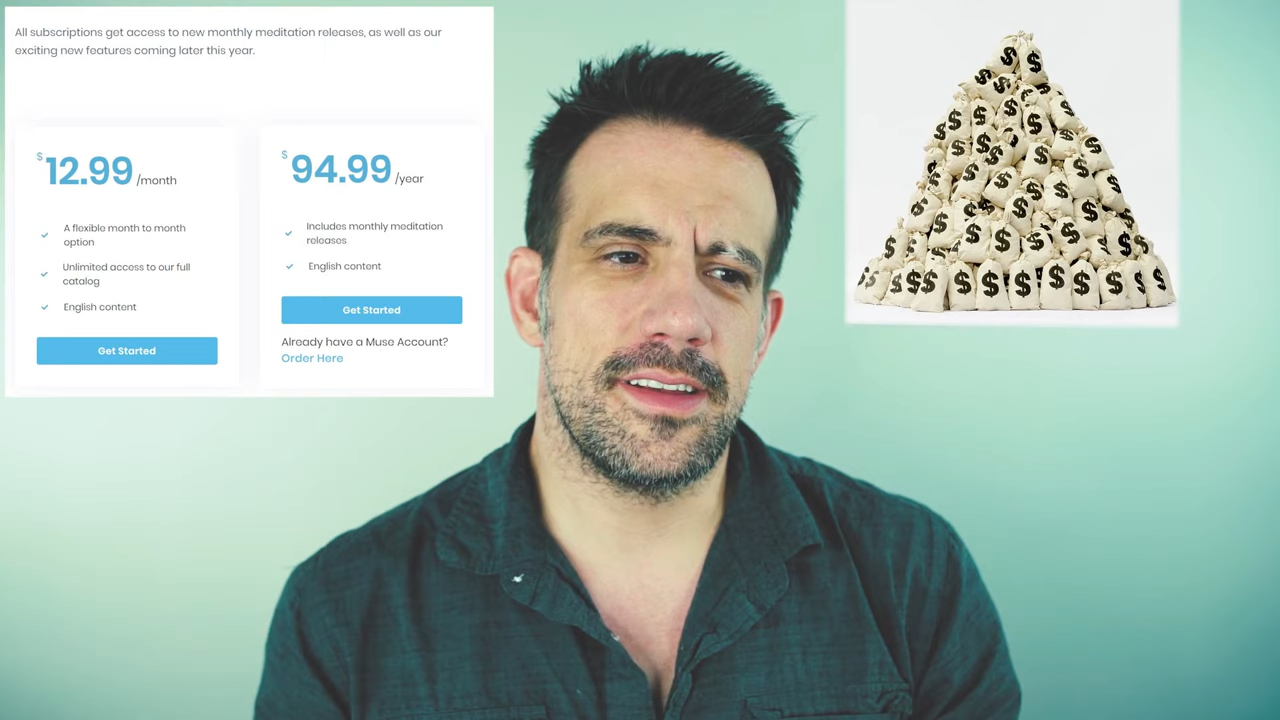 All subscriptions get access to new monthly meditation releases, as well as our
exciting new features coming later this year.
$12.99 /month
A flexible month to month
option
Unlimited access to our full
catalog
English content
Get Started
$94.99 /year
Includes monthly meditation
releases
English content
Get Started
Already have a Muse Account?
Order Here